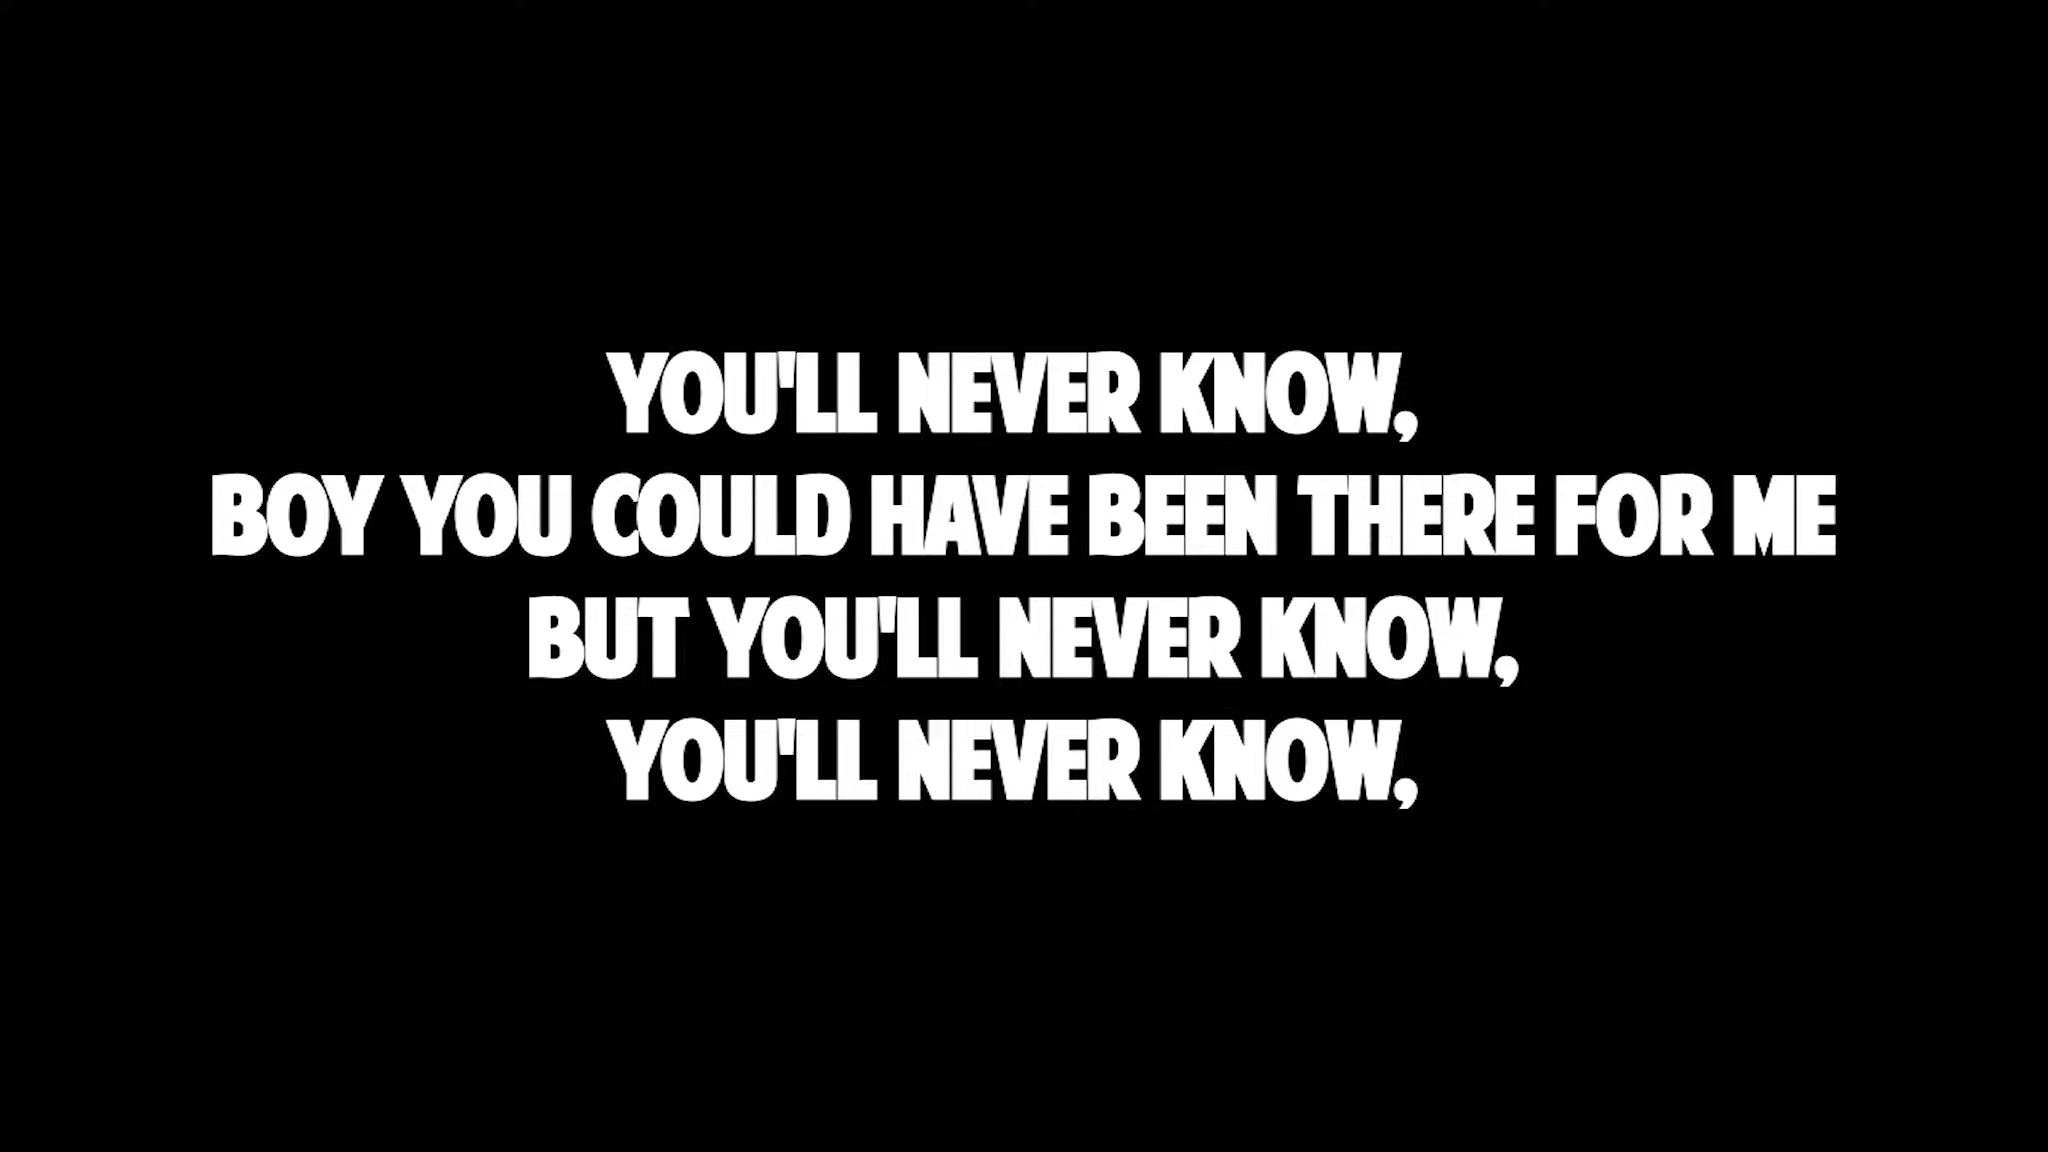 YOU'LL NEVER KNOW,
BOY YOU COULD HAVE BEEN THERE FOR ME
BUT YOU'LL NEVER KNOW,
YOU'LL NEVER KNOW,